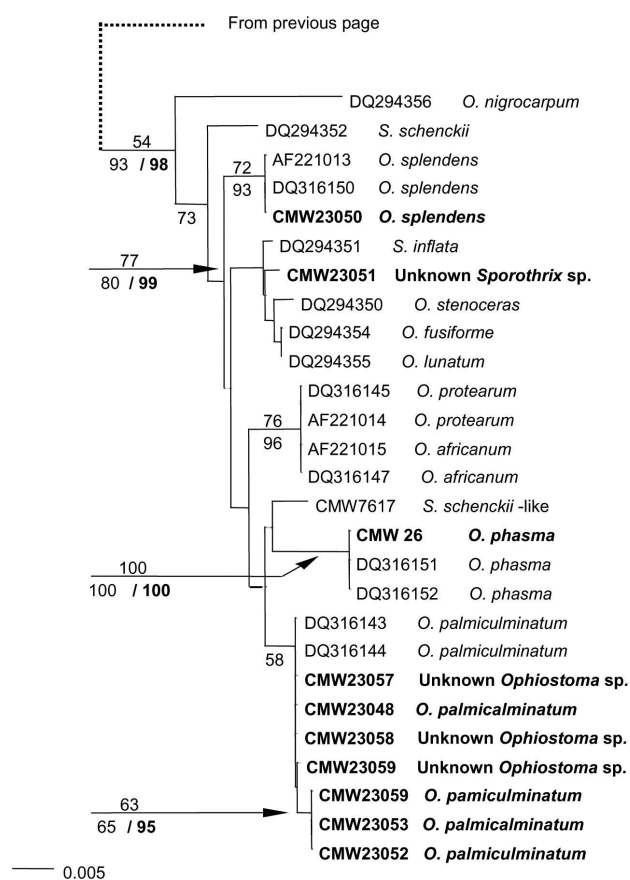 From previous page
DQ294356 O. nigrocarpum
DQ294352 S. schenckii
54
93 / 98
72
93
AF221013 O. splendens
DQ316150 O. splendens
CMW23050 O. splendens
73
DQ294351 S. inflata
77
80 / 99
CMW23051 Unknown Sporothrix sp.
DQ294350 O. stenoceras
DQ294354 O. fusiforme
DQ294355 O. lunatum
DQ316145 O. protearum
76
96
AF221014 O. protearum
AF221015 O. africanum
DQ316147 O. africanum
CMW7617 S. schenckii -like
CMW 26 O. phasma
100
100 / 100
DQ316151 O. phasma
DQ316152 O. phasma
DQ316143 O. palmiculminatum
DQ316144 O. palmiculminatum
58
CMW23057 Unknown Ophiostoma sp.
CMW23048 O. palmicalminatum
CMW23058 Unknown Ophiostoma sp.
CMW23059 Unknown Ophiostoma sp.
CMW23059 O. pamiculminatum
63
65 / 95
CMW23053 O. palmicalminatum
CMW23052 O. palmiculminatum
0.005